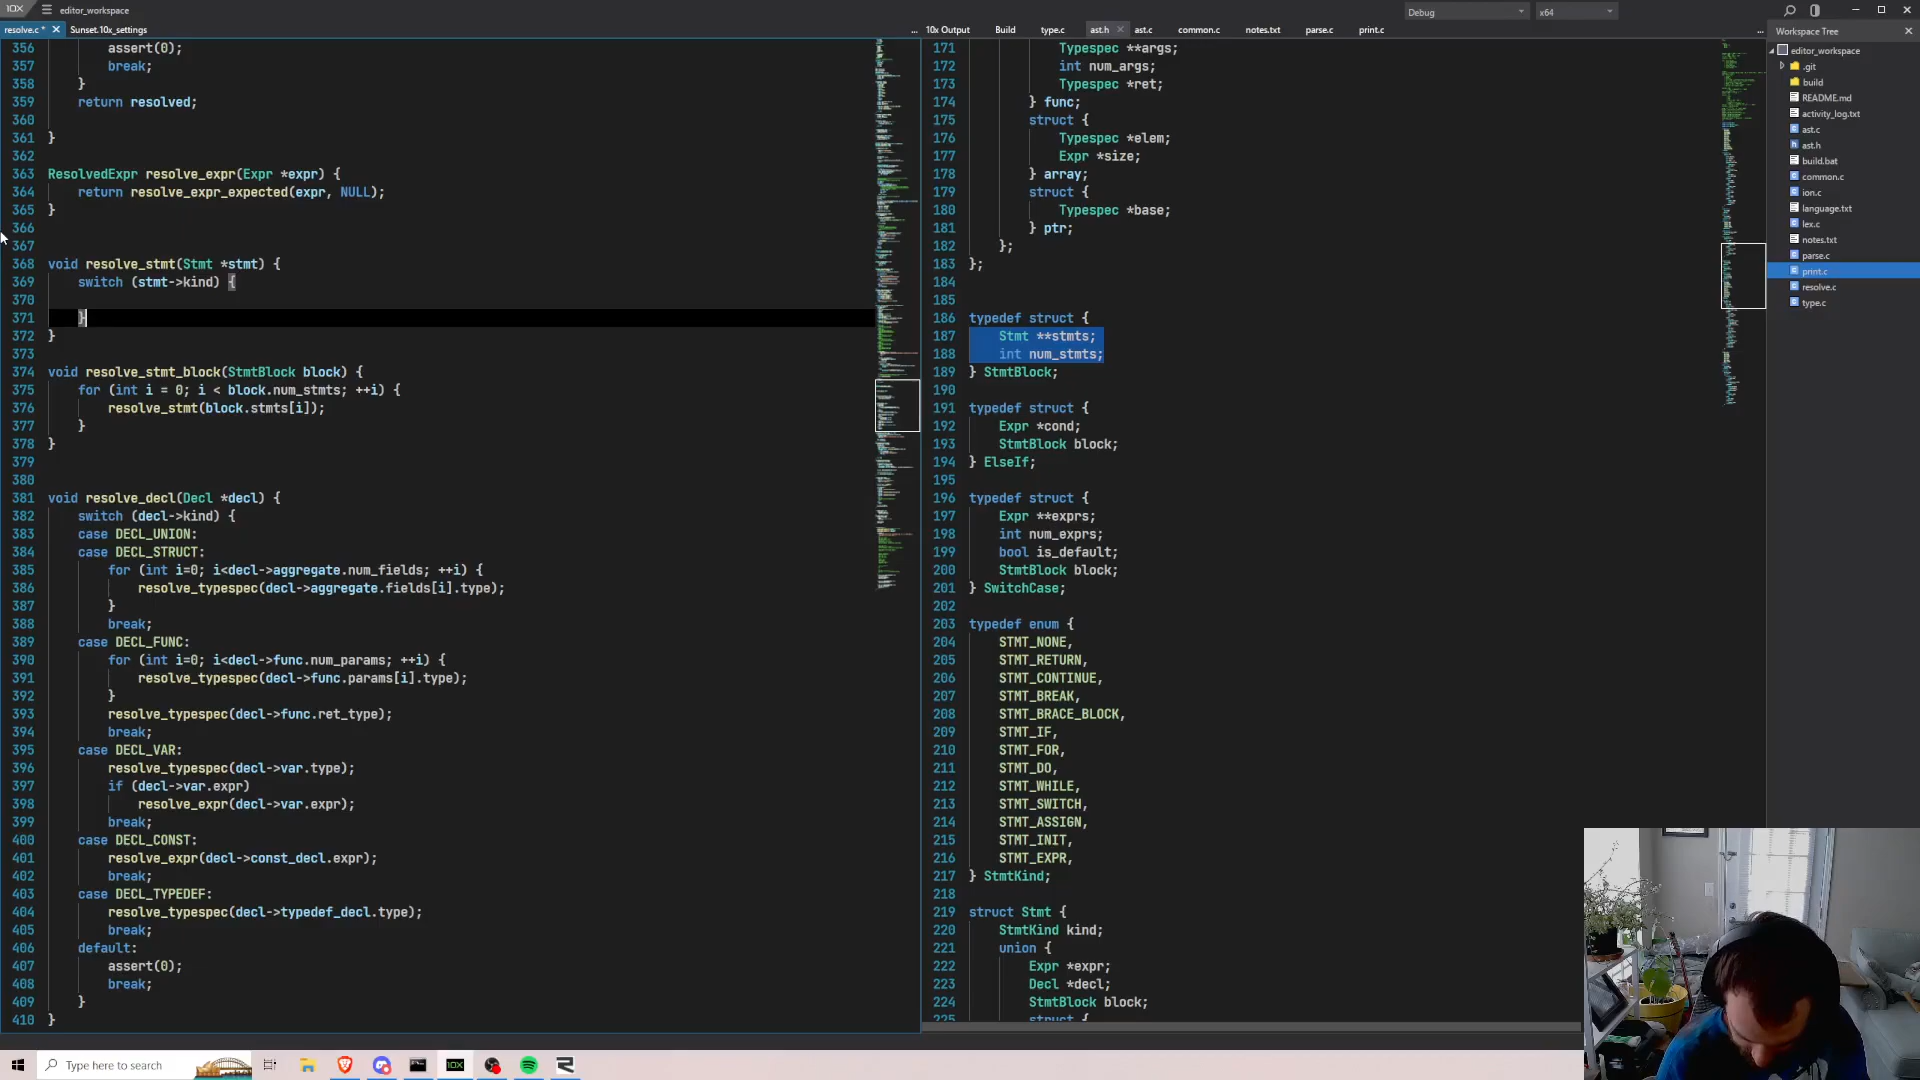 10X
editor_workspace
Debug
x64
resolve.c *
Sunset.10x_settings
...
10x Output
Build
type.c
ast.h
ast.c
common.c
notes.txt
parse.c
print.c
...
Workspace Tree
356 assert(0);
357 break;
358 }
359 return resolved;
360
361 }
362
363 ResolvedExpr resolve_expr(Expr *expr) {
364 return resolve_expr_expected(expr, NULL);
365 }
366
367
368 void resolve_stmt(Stmt *stmt) {
369 switch (stmt->kind) {
370
371 }
372 }
373
374 void resolve_stmt_block(StmtBlock block) {
375 for (int i = 0; i < block.num_stmts; ++i) {
376 resolve_stmt(block.stmts[i]);
377 }
378 }
379
380
381 void resolve_decl(Decl *decl) {
382 switch (decl->kind) {
383 case DECL_UNION:
384 case DECL_STRUCT:
385 for (int i=0; i<decl->aggregate.num_fields; ++i) {
386 resolve_typespec(decl->aggregate.fields[i].type);
387 }
388 break;
389 case DECL_FUNC:
390 for (int i=0; i<decl->func.num_params; ++i) {
391 resolve_typespec(decl->func.params[i].type);
392 }
393 resolve_typespec(decl->func.ret_type);
394 break;
395 case DECL_VAR:
396 resolve_typespec(decl->var.type);
397 if (decl->var.expr)
398 resolve_expr(decl->var.expr);
399 break;
400 case DECL_CONST:
401 resolve_expr(decl->const_decl.expr);
402 break;
403 case DECL_TYPEDEF:
404 resolve_typespec(decl->typedef_decl.type);
405 break;
406 default:
407 assert(0);
408 break;
409 }
410 }
171 Typespec **args;
172 int num_args;
173 Typespec *ret;
174 } func;
175 struct {
176 Typespec *elem;
177 Expr *size;
178 } array;
179 struct {
180 Typespec *base;
181 } ptr;
182 };
183 };
184
185
186 typedef struct {
187 Stmt **stmts;
188 int num_stmts;
189 } StmtBlock;
190
191 typedef struct {
192 Expr *cond;
193 StmtBlock block;
194 } ElseIf;
195
196 typedef struct {
197 Expr **exprs;
198 int num_exprs;
199 bool is_default;
200 StmtBlock block;
201 } SwitchCase;
202
203 typedef enum {
204 STMT_NONE,
205 STMT_RETURN,
206 STMT_CONTINUE,
207 STMT_BREAK,
208 STMT_BRACE_BLOCK,
209 STMT_IF,
210 STMT_FOR,
211 STMT_DO,
212 STMT_WHILE,
213 STMT_SWITCH,
214 STMT_ASSIGN,
215 STMT_INIT,
216 STMT_EXPR,
217 } StmtKind;
218
219 struct Stmt {
220 StmtKind kind;
221 union {
222 Expr *expr;
223 Decl *decl;
224 StmtBlock block;
225 struct {
editor_workspace
.git
build
README.md
activity_log.txt
ast.c
ast.h
build.bat
common.c
ion.c
language.txt
lex.c
notes.txt
parse.c
print.c
resolve.c
type.c
Type here to search
10X